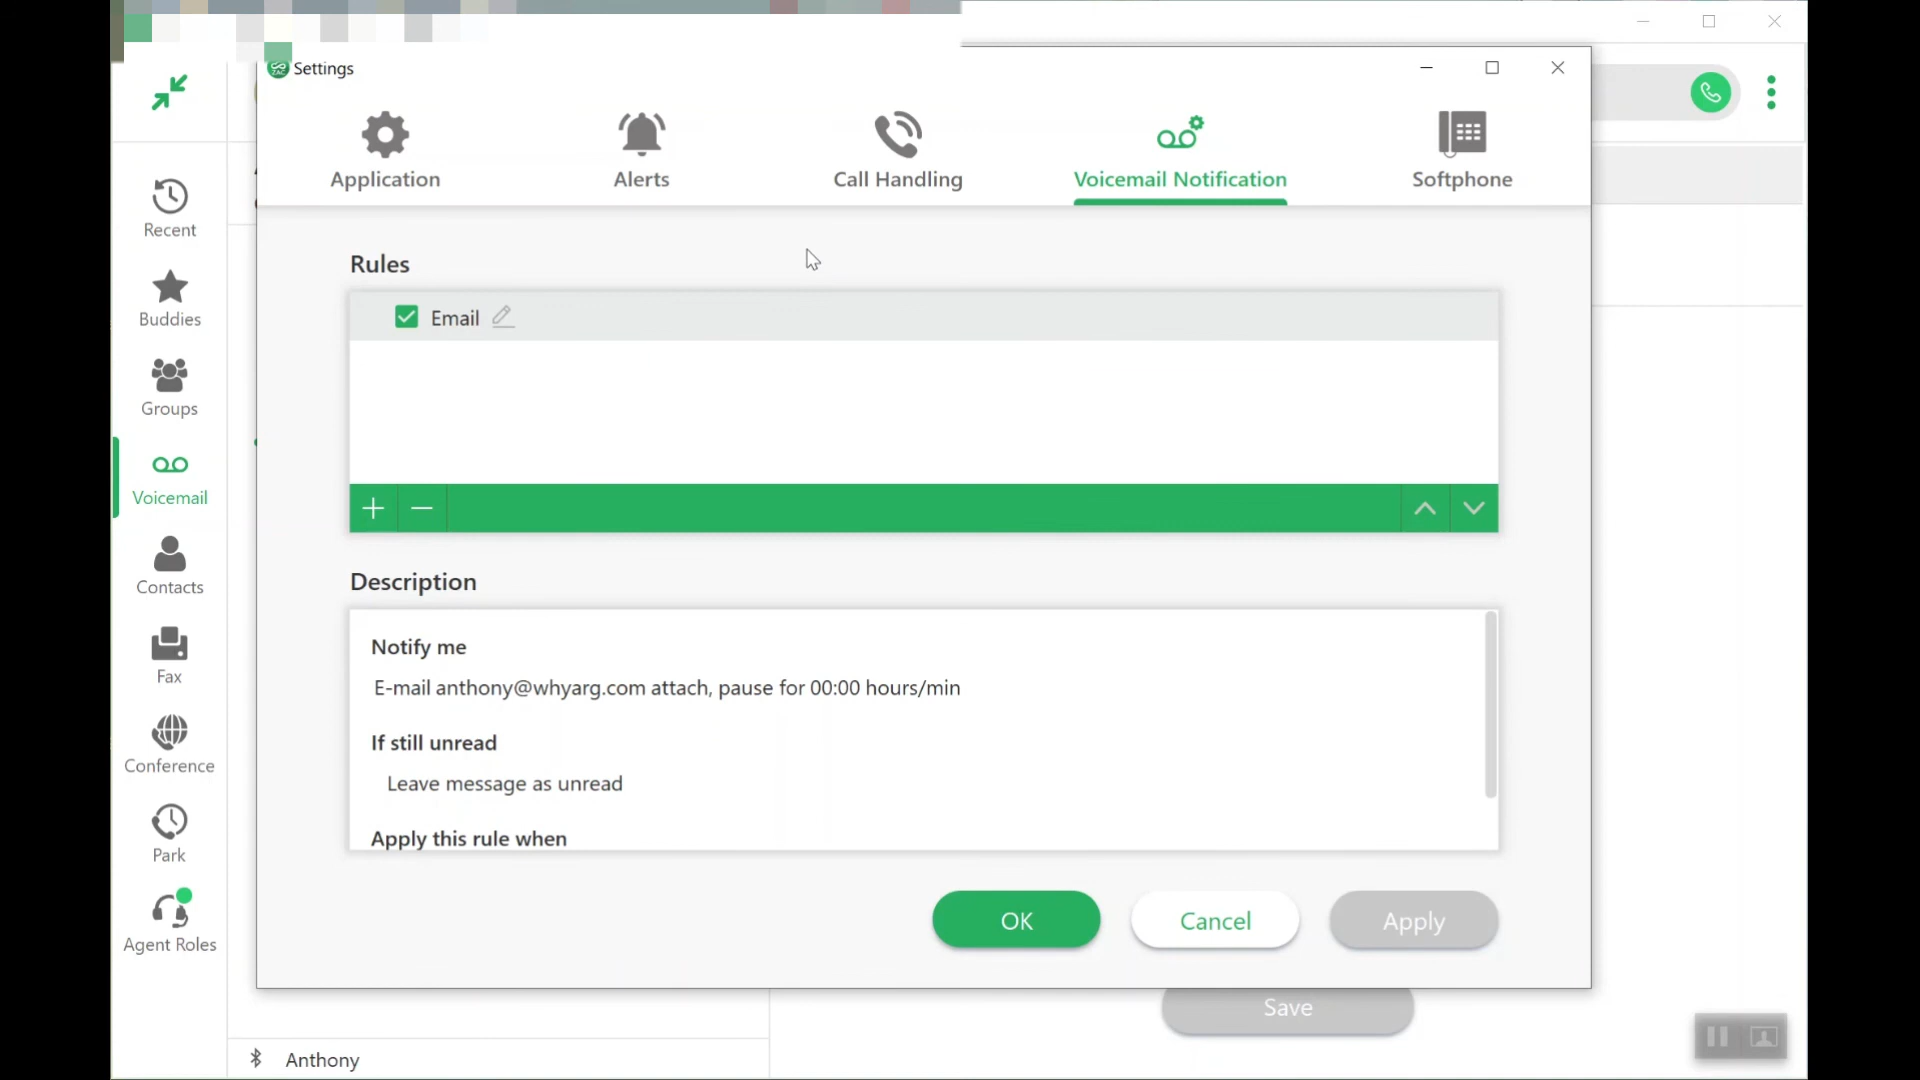 Settings
Application
Alerts
Call Handling
Voicemail Notification
Softphone
Recent
Buddies
Groups
Voicemail
Contacts
Fax
Conference
Park
Agent Roles
Rules
Email
Description
Notify me
E-mail anthony@whyarg.com attach, pause for 00:00 hours/min
If still unread
Leave message as unread
Apply this rule when
OK
Cancel
Apply
Save
Anthony